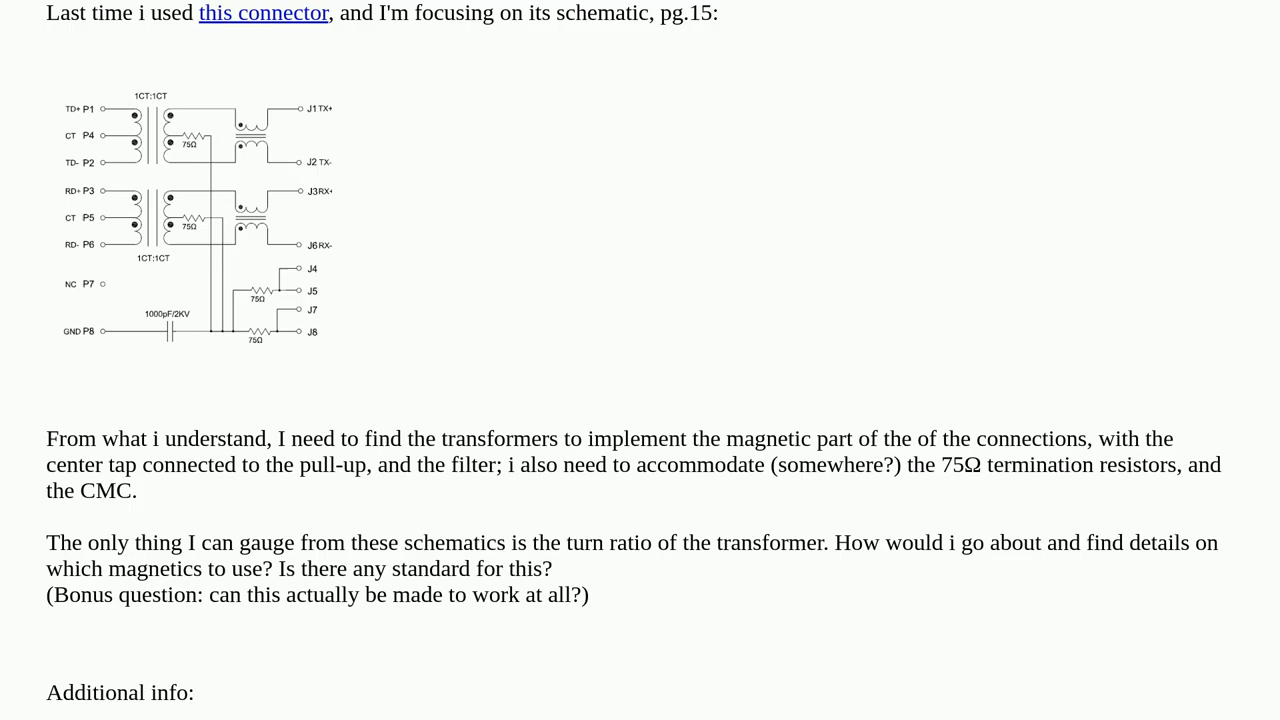 Last time i used this connector, and I'm focusing on its schematic, pg.15:
1CT:1CT
TD+ P1
J1 TX+
CT P4
75Ω
TD- P2
J2 TX-
RD+ P3
J3 RX+
CT P5
75Ω
RD- P6
J6 RX-
1CT:1CT
J4
NC P7
J5
75Ω
J7
1000pF/2KV
GND P8
J8
75Ω
From what i understand, I need to find the transformers to implement the magnetic part of the of the connections, with the
center tap connected to the pull-up, and the filter; i also need to accommodate (somewhere?) the 75Ω termination resistors, and
the CMC.
The only thing I can gauge from these schematics is the turn ratio of the transformer. How would i go about and find details on
which magnetics to use? Is there any standard for this?
(Bonus question: can this actually be made to work at all?)
Additional info: